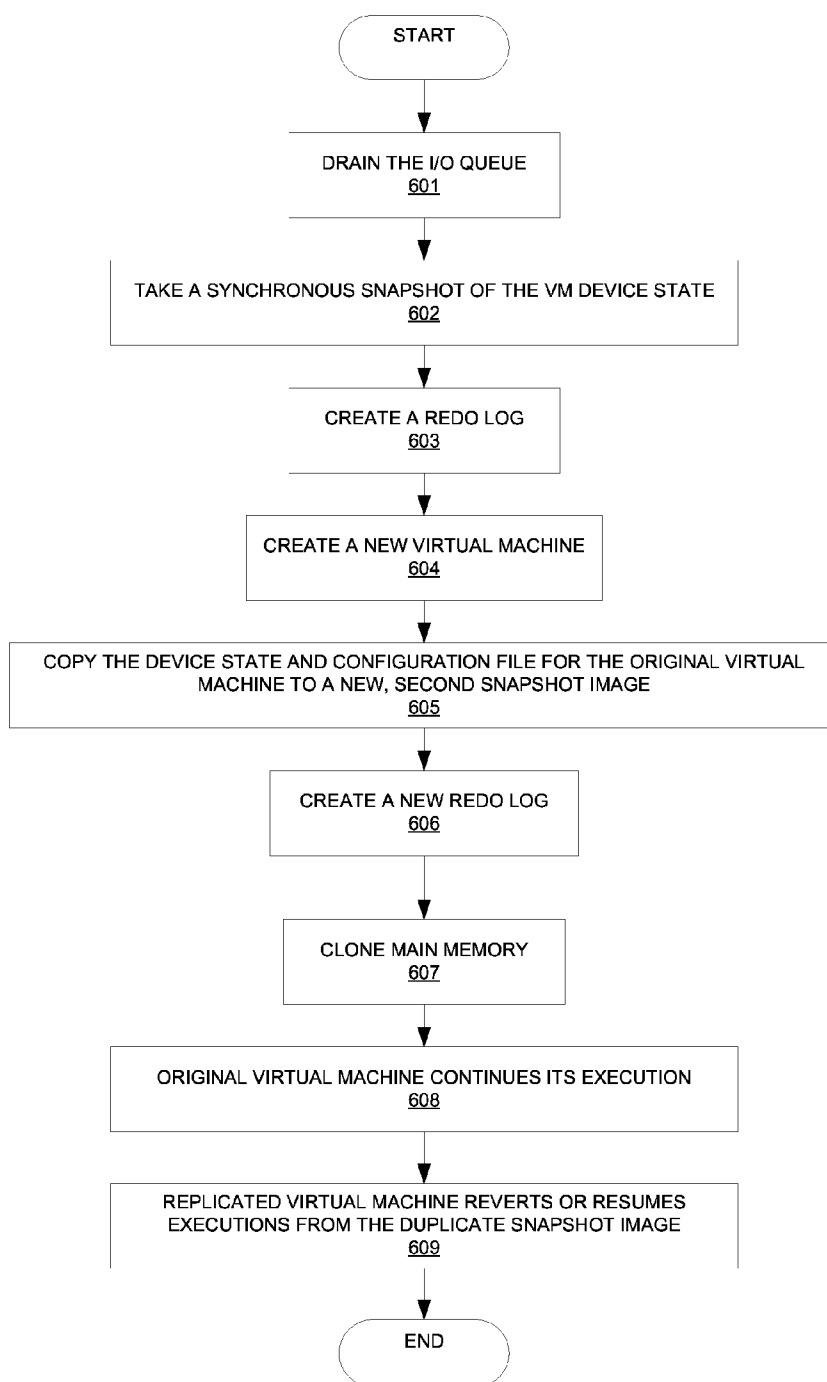 START
DRAIN THE I/O QUEUE
601
TAKE A SYNCHRONOUS SNAPSHOT OF THE VM DEVICE STATE
602
CREATE A REDO LOG
603
CREATE A NEW VIRTUAL MACHINE
604
COPY THE DEVICE STATE AND CONFIGURATION FILE FOR THE ORIGINAL VIRTUAL
MACHINE TO A NEW, SECOND SNAPSHOT IMAGE
605
CREATE A NEW REDO LOG
606
CLONE MAIN MEMORY
607
ORIGINAL VIRTUAL MACHINE CONTINUES ITS EXECUTION
608
REPLICATED VIRTUAL MACHINE REVERTS OR RESUMES
EXECUTIONS FROM THE DUPLICATE SNAPSHOT IMAGE
609
END